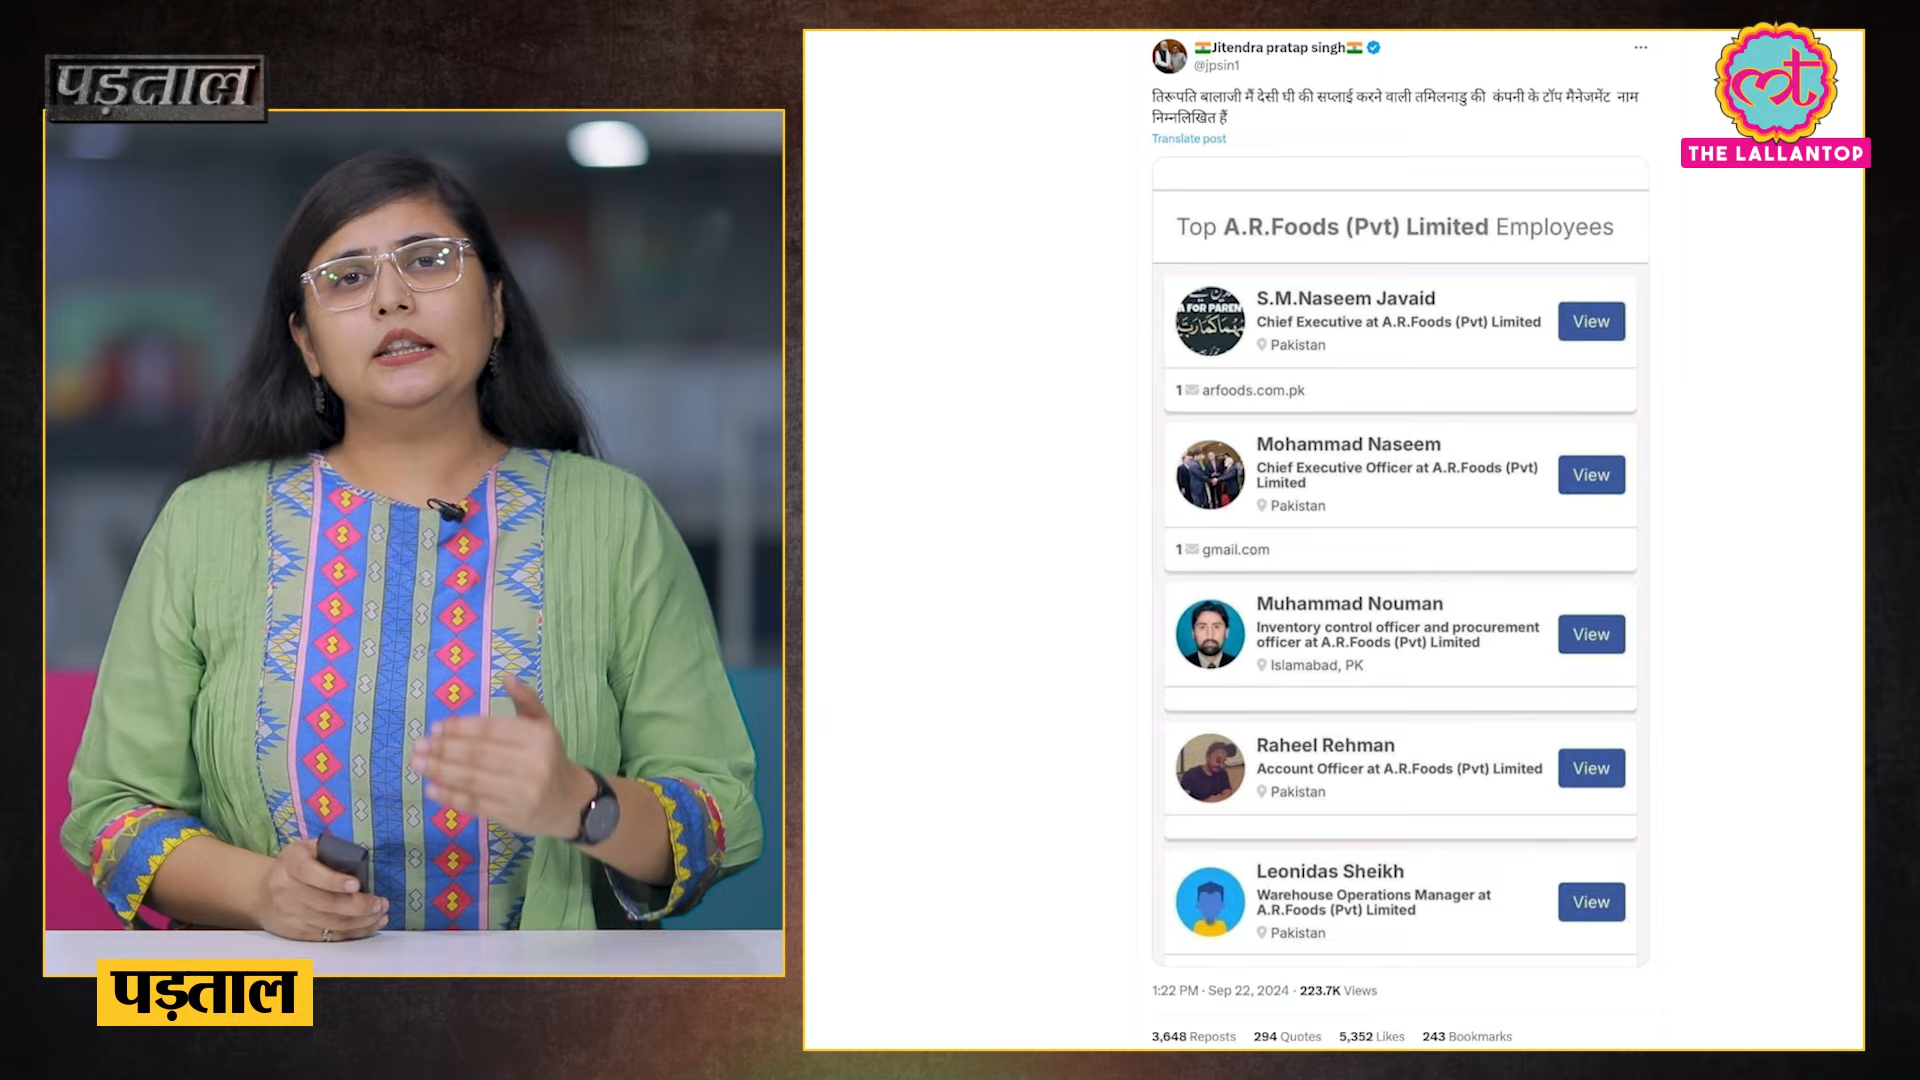 पड़ताल
पड़ताल
THE LALLANTOP
Jitendra pratap singh
@jpsin1
तिरूपति बालाजी मैं देसी घी की सप्लाई करने वाली तमिलनाडु की कंपनी के टॉप मैनेजमेंट नाम
निम्नलिखित हैं
Translate post
Top A.R.Foods (Pvt) Limited Employees
S.M.Naseem Javaid
Chief Executive at A.R.Foods (Pvt) Limited
Pakistan
View
1 arfoods.com.pk
Mohammad Naseem
Chief Executive Officer at A.R.Foods (Pvt)
Limited
Pakistan
View
1 gmail.com
Muhammad Nouman
Inventory control officer and procurement
officer at A.R.Foods (Pvt) Limited
Islamabad, PK
View
Raheel Rehman
Account Officer at A.R.Foods (Pvt) Limited
Pakistan
View
Leonidas Sheikh
Warehouse Operations Manager at
A.R.Foods (Pvt) Limited
Pakistan
View
1:22 PM · Sep 22, 2024 · 223.7K Views
3,648 Reposts 294 Quotes 5,352 Likes 243 Bookmarks